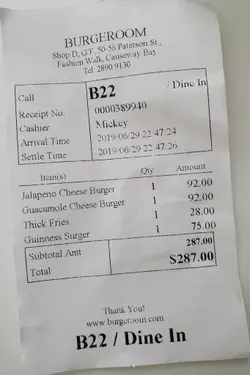 BURGEROOM
Shop D, G/F, 50-56 Paterson St.,
Fashion Walk, Causeway Bay
Tel: 2890 9130
Call B22 / Dine In
Receipt No. 0000389940
Cashier Mickey
Arrival Time 2019/06/29 22:47:24
Settle Time 2019/06/29 22:47:26
Item(s) Qty Amount
Jalapeno Cheese Burger 1 92.00
Guacamole Cheese Burger 1 92.00
Thick Fries 1 28.00
Guinness Surger 1 75.00
Subtotal Amt 287.00
Total $287.00
Thank You!
www.burgeroom.com
B22 / Dine In